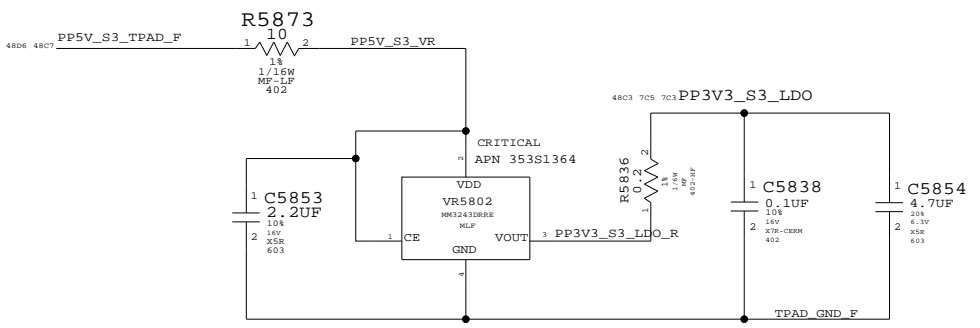 R5873
10
48D6 48C7
PP5V_S3_TPAD_F
1
2
PP5V_S3_VR
1%
1/16W
MF-LF
402
48C3 7C5 7C3
PP3V3_S3_LDO
CRITICAL
2
APN 353S1364
VDD
VR5802
MM3243DRRE
MLF
1
CE
VOUT
3
PP3V3_S3_LDO_R
GND
4
1
C5853
2.2UF
10%
2
16V
X5R
603
R5836
0.2
2
1
1%
1/6W
MF
402-HF
1
C5838
0.1UF
10%
2
16V
X7R-CERM
402
1
C5854
4.7UF
20%
2
6.3V
X5R
603
TPAD_GND_F